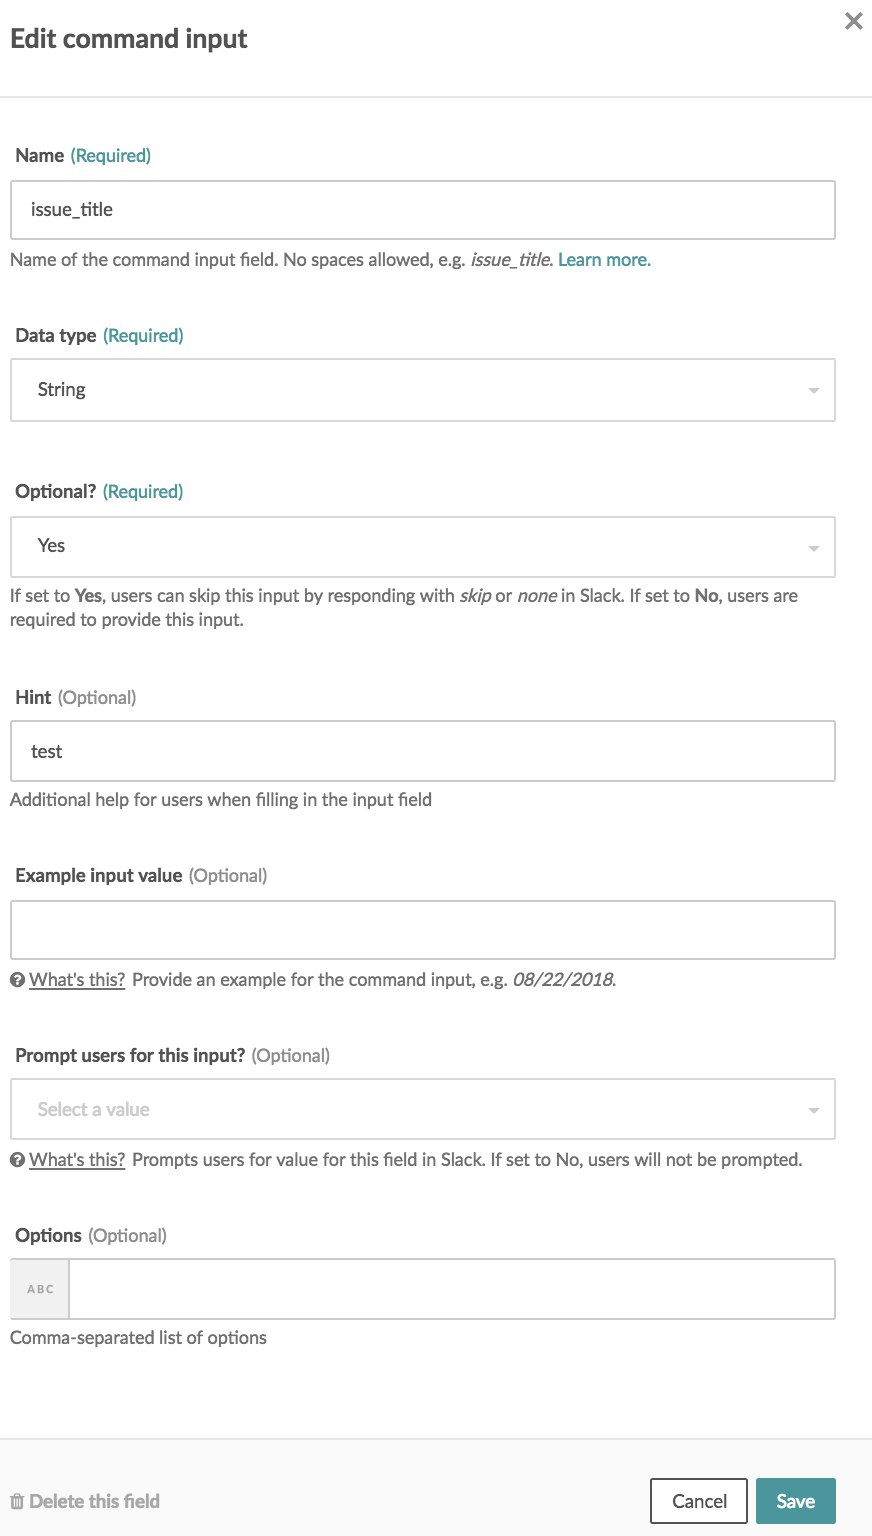 Edit command input
Name (Required)
issue_title
Name of the command input field. No spaces allowed, e.g. issue_title. Learn more.
Data type (Required)
String
Optional? (Required)
Yes
If set to Yes, users can skip this input by responding with skip or none in Slack. If set to No, users are
required to provide this input.
Hint (Optional)
test
Additional help for users when filling in the input field
Example input value (Optional)
What's this? Provide an example for the command input, e.g. 08/22/2018.
Prompt users for this input? (Optional)
Select a value
What's this? Prompts users for value for this field in Slack. If set to No, users will not be prompted.
Options (Optional)
ABC
Comma-separated list of options
Delete this field
Cancel
Save